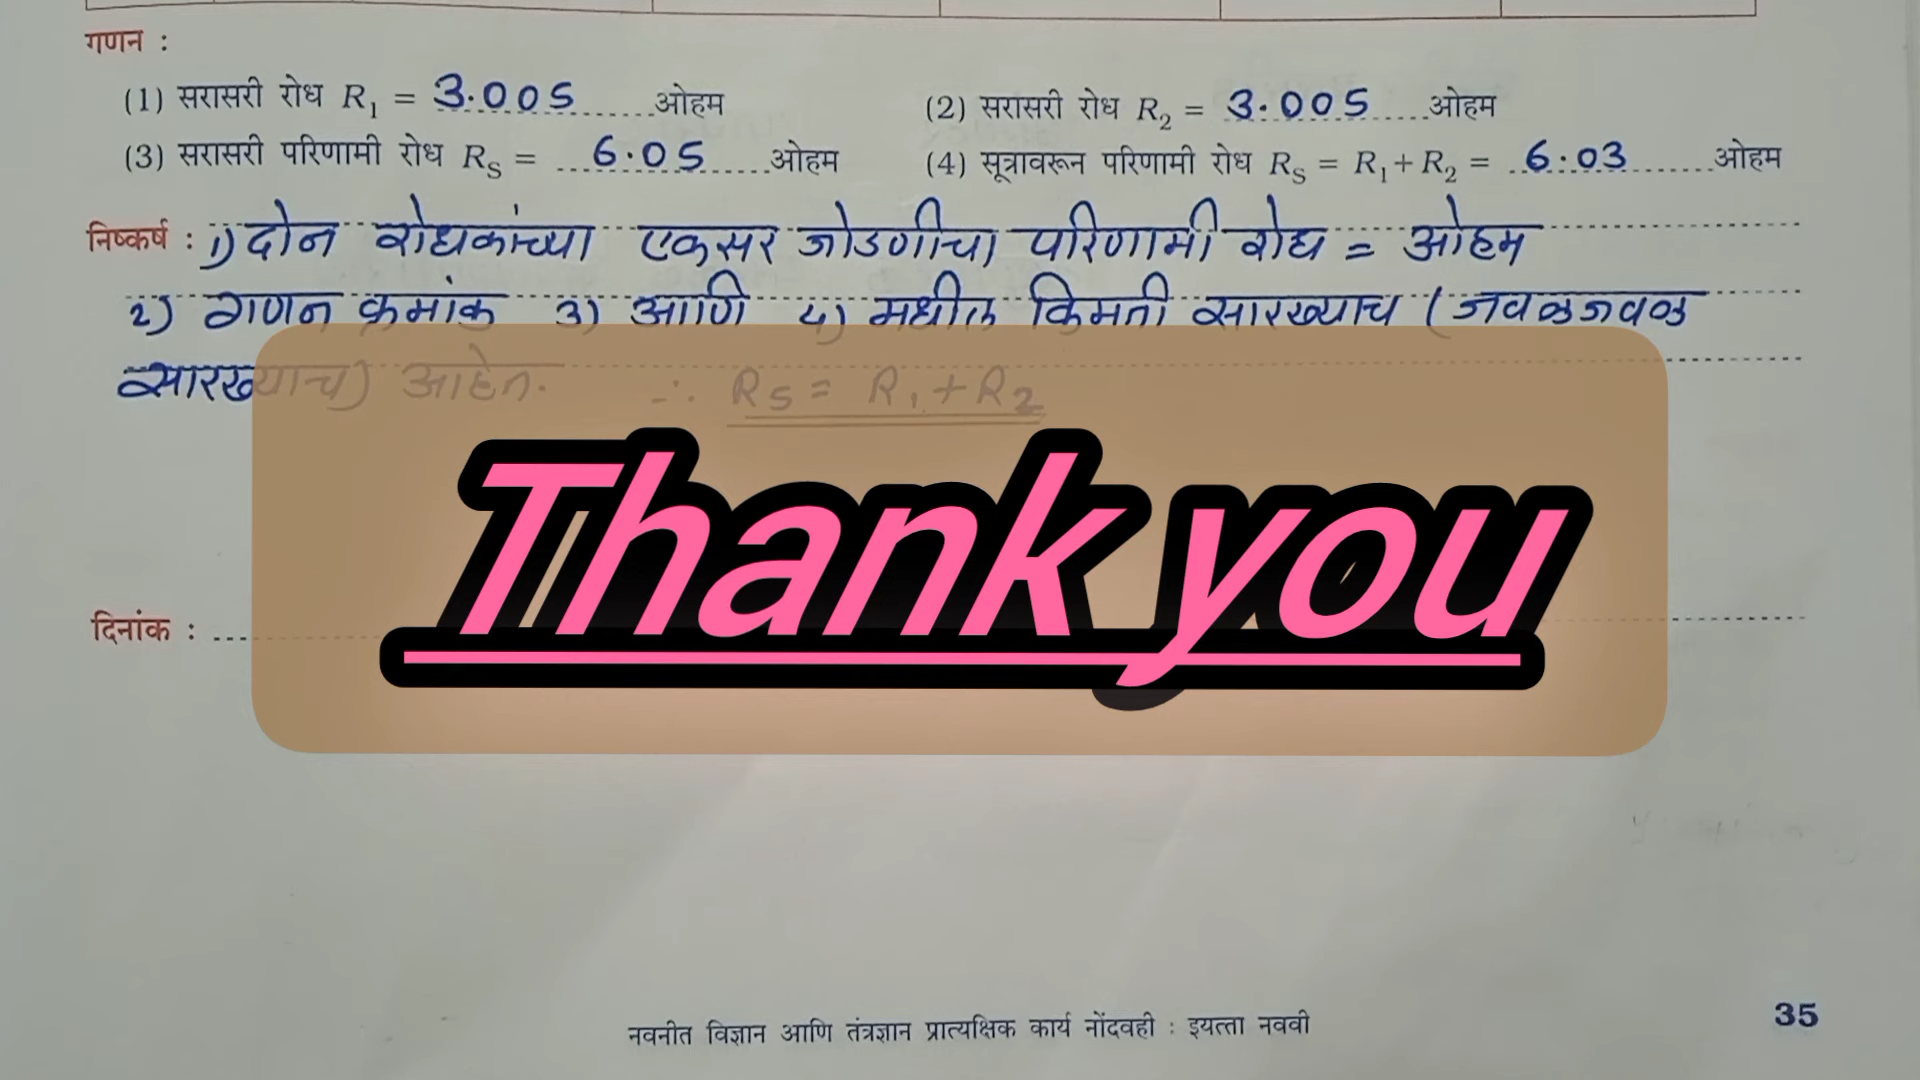 गणन :
(1) सरासरी रोध R₁ = 3.005 ओहम (2) सरासरी रोध R₂ = 3.005 ओहम
(3) सरासरी परिणामी रोध Rₛ = 6.05 ओहम (4) सूत्रावरून परिणामी रोध Rₛ = R₁ + R₂ = 6.03 ओहम
निष्कर्ष : 1) दोन रोधकांच्या एकसर जोडणीचा परिणामी रोध = ओहम
2) गणन क्रमांक 3) आणि 4) मधील किमती सारख्याच (जवळजवळ
सारख्याच) आहेत. ∴ Rs = R₁ + R₂
Thank you
दिनांक :
नवनीत विज्ञान आणि तंत्रज्ञान प्रात्यक्षिक कार्य नोंदवही : इयत्ता नववी 35